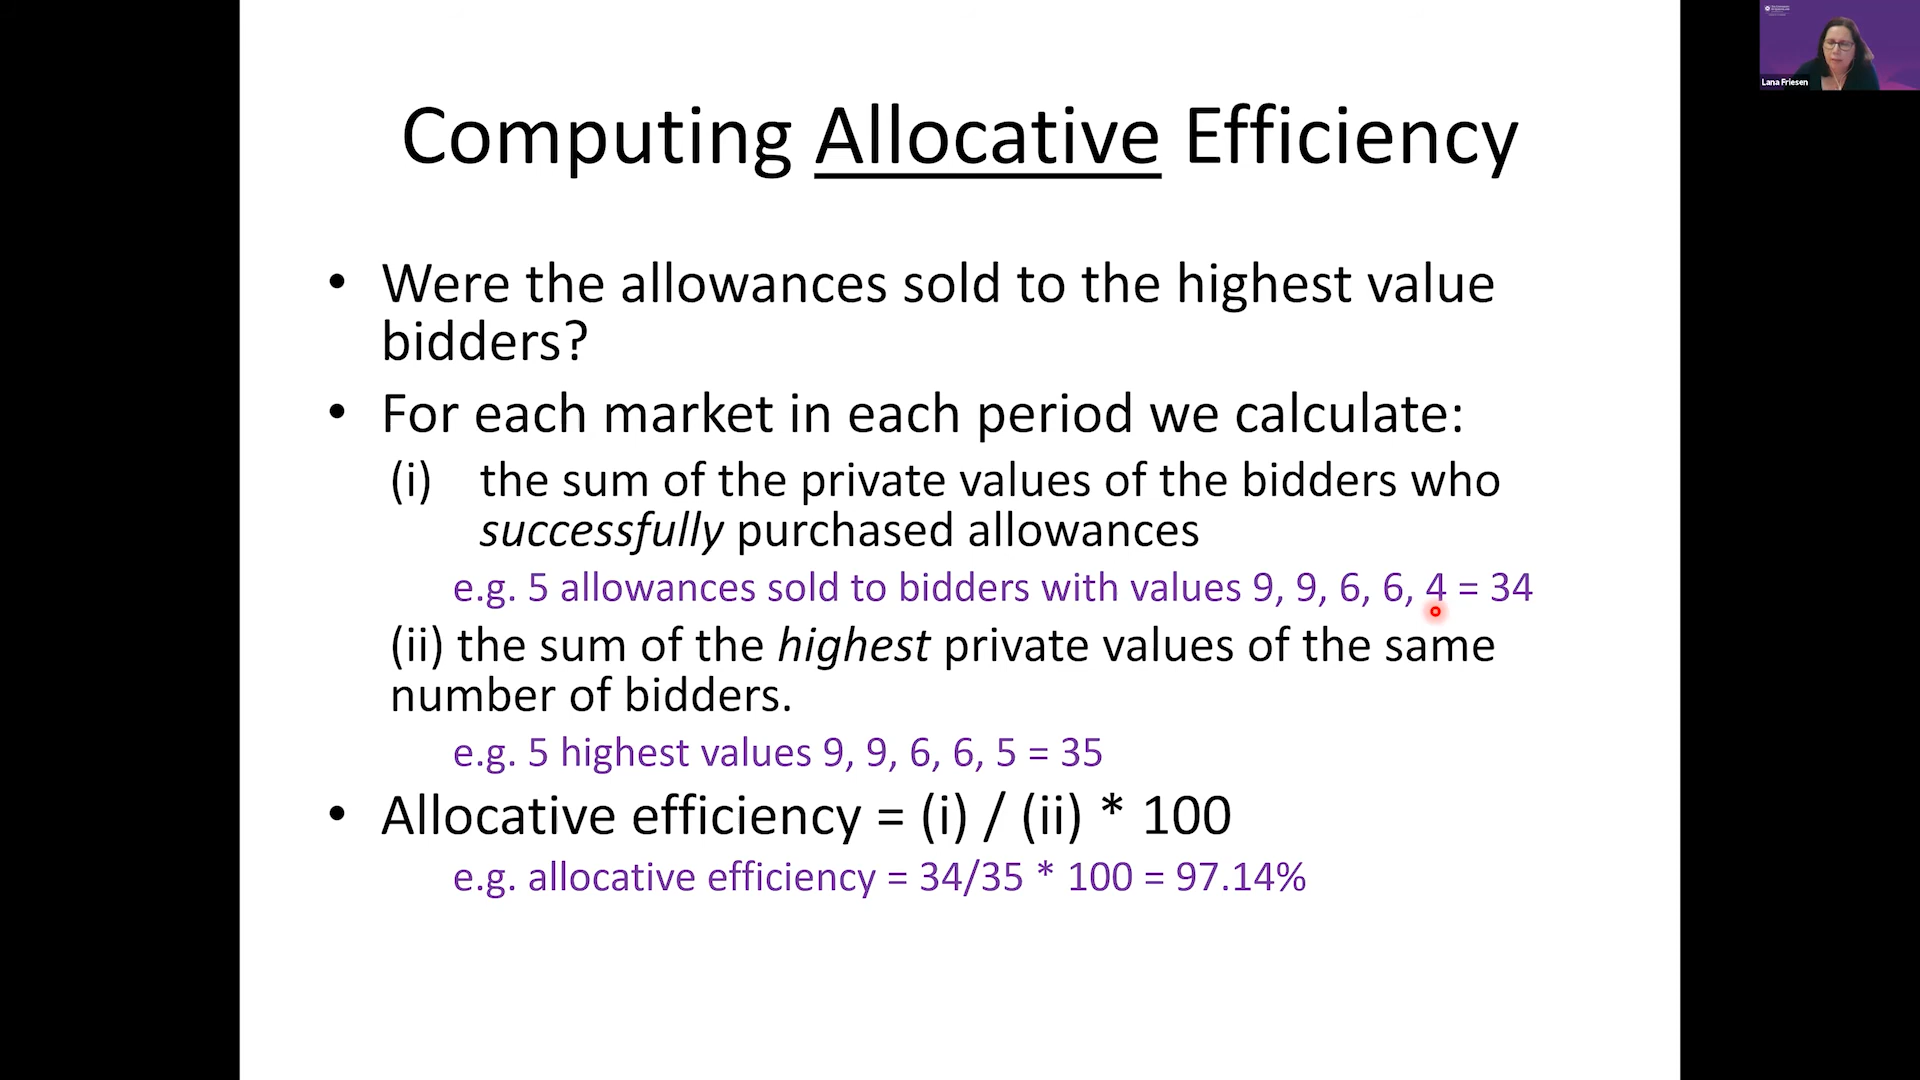 Computing Allocative Efficiency
• Were the allowances sold to the highest value
bidders?
• For each market in each period we calculate:
(i) the sum of the private values of the bidders who
successfully purchased allowances
e.g. 5 allowances sold to bidders with values 9, 9, 6, 6, 4 = 34
(ii) the sum of the highest private values of the same
number of bidders.
e.g. 5 highest values 9, 9, 6, 6, 5 = 35
• Allocative efficiency = (i) / (ii) * 100
e.g. allocative efficiency = 34/35 * 100 = 97.14%
Lana Friesen